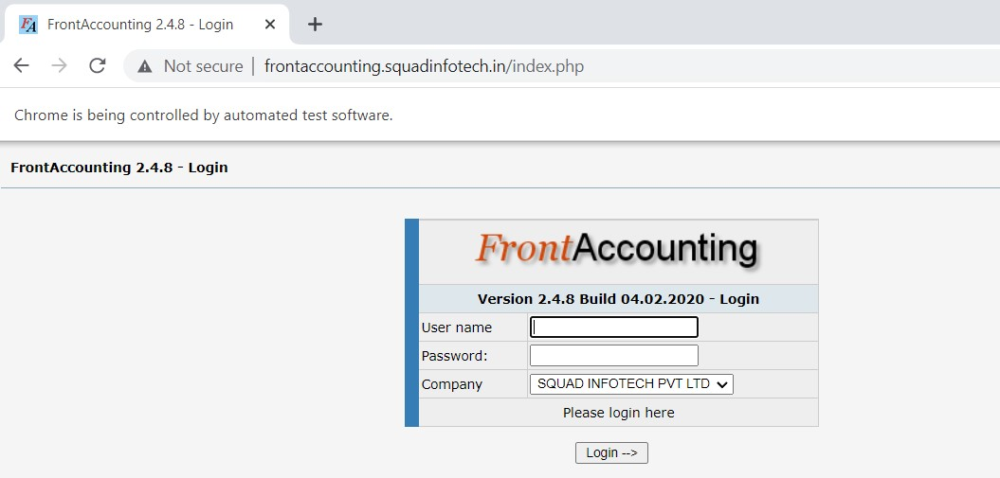 FA FrontAccounting 2.4.8 - Login
Not secure | frontaccounting.squadinfotech.in/index.php
Chrome is being controlled by automated test software.
FrontAccounting 2.4.8 - Login
FrontAccounting
Version 2.4.8 Build 04.02.2020 - Login
User name
Password:
Company SQUAD INFOTECH PVT LTD
Please login here
Login -->